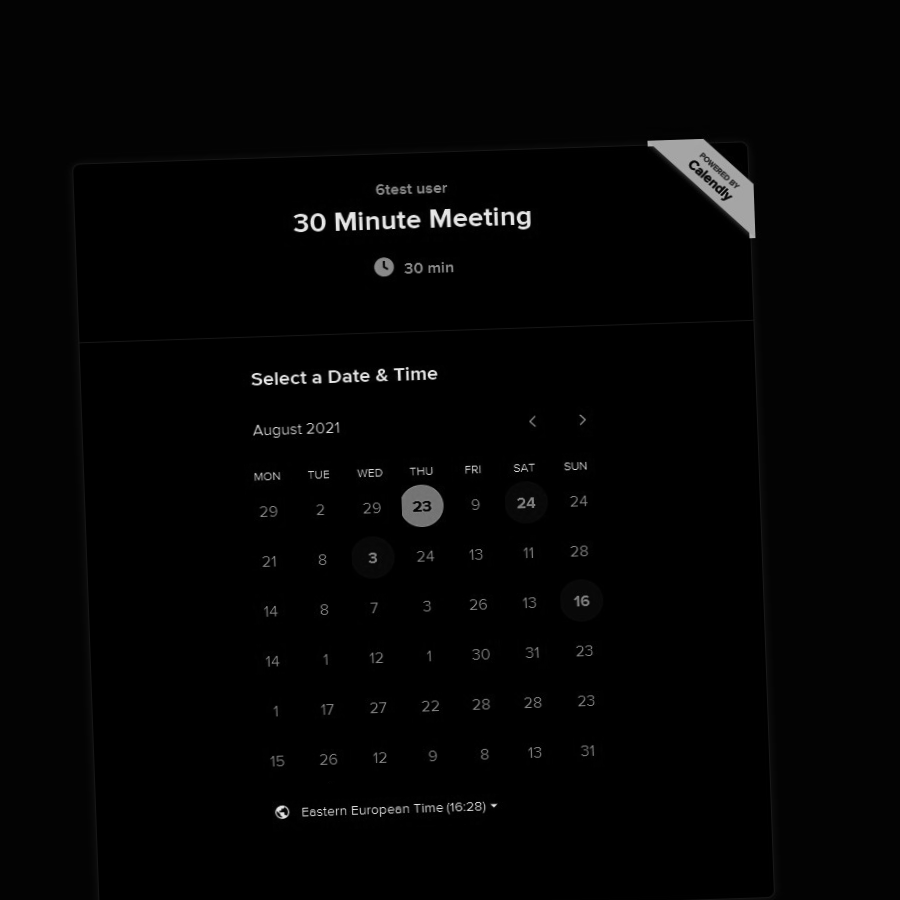 POWERED BY
Calendly
6test user
30 Minute Meeting
30 min
Select a Date & Time
August 2021
MON TUE WED THU FRI SAT SUN
29 2 29 23 9 24 24
21 8 3 24 13 11 28
14 8 7 3 26 13 16
14 1 12 1 30 31 23
1 17 27 22 28 28 23
15 26 12 9 8 13 31
Eastern European Time (16:28)